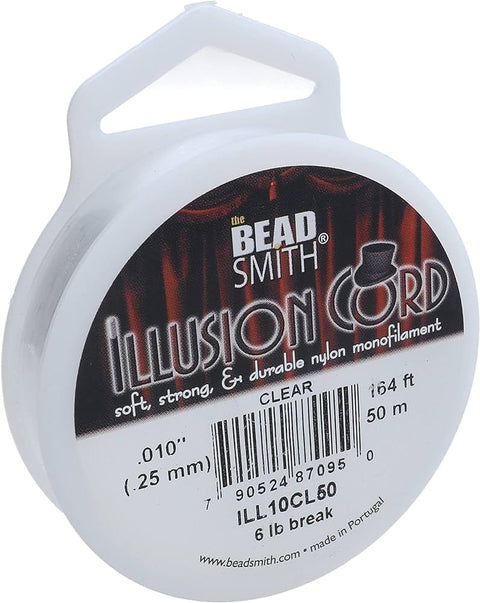 the
BEAD
SMITH®
ILLUSION CORD
soft, strong, & durable nylon monofilament
CLEAR
.010"
(.25 mm)
164 ft
50 m
7 90524 87095 0
ILL10CL50
6 lb break
www.beadsmith.com • made in Portugal